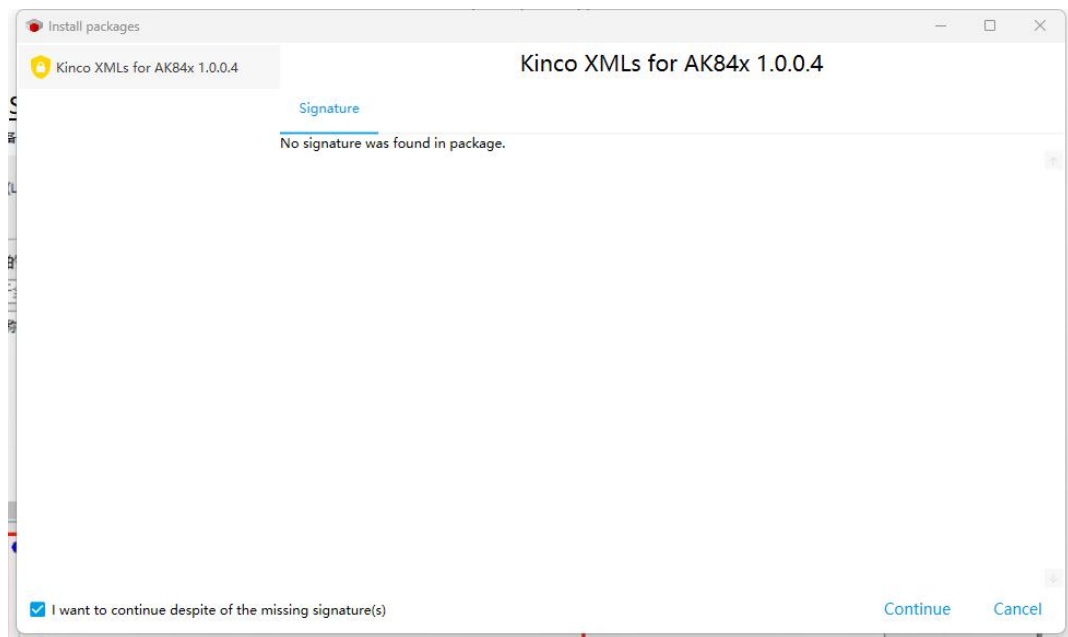 Install packages
Kinco XMLs for AK84x 1.0.0.4
Kinco XMLs for AK84x 1.0.0.4
Signature
No signature was found in package.
I want to continue despite of the missing signature(s)
Continue
Cancel